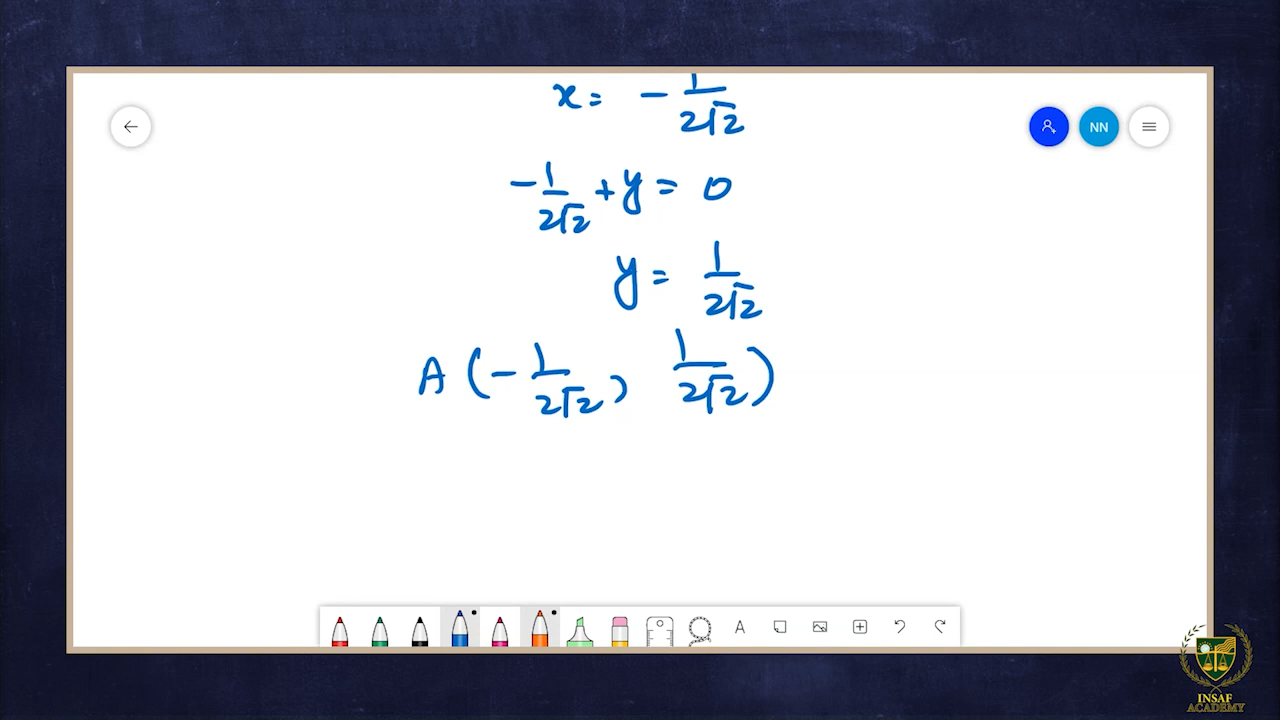 x = - 1/2√2
NN
- 1/2√2 + y = 0
y = 1/2√2
A (- 1/2√2, 1/2√2)
A
INSAF
ACADEMY